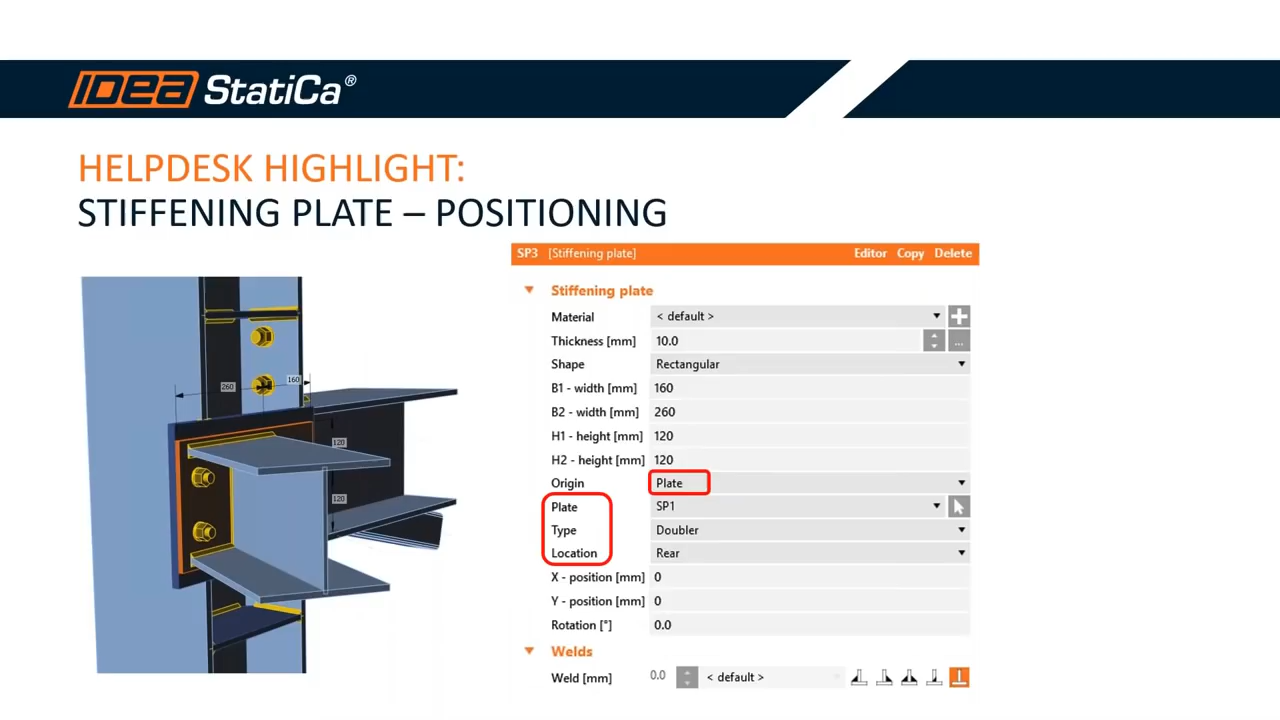 IDEA StatiCa®
HELPDESK HIGHLIGHT:
STIFFENING PLATE – POSITIONING
SP3 [Stiffening plate] Editor Copy Delete
Stiffening plate
Material < default >
Thickness [mm] 10.0 ...
Shape Rectangular
B1 - width [mm] 160
B2 - width [mm] 260
H1 - height [mm] 120
H2 - height [mm] 120
Origin Plate
Plate SP1
Type Doubler
Location Rear
X - position [mm] 0
Y - position [mm] 0
Rotation [°] 0.0
Welds
Weld [mm] 0.0 < default >
260
160
120
120